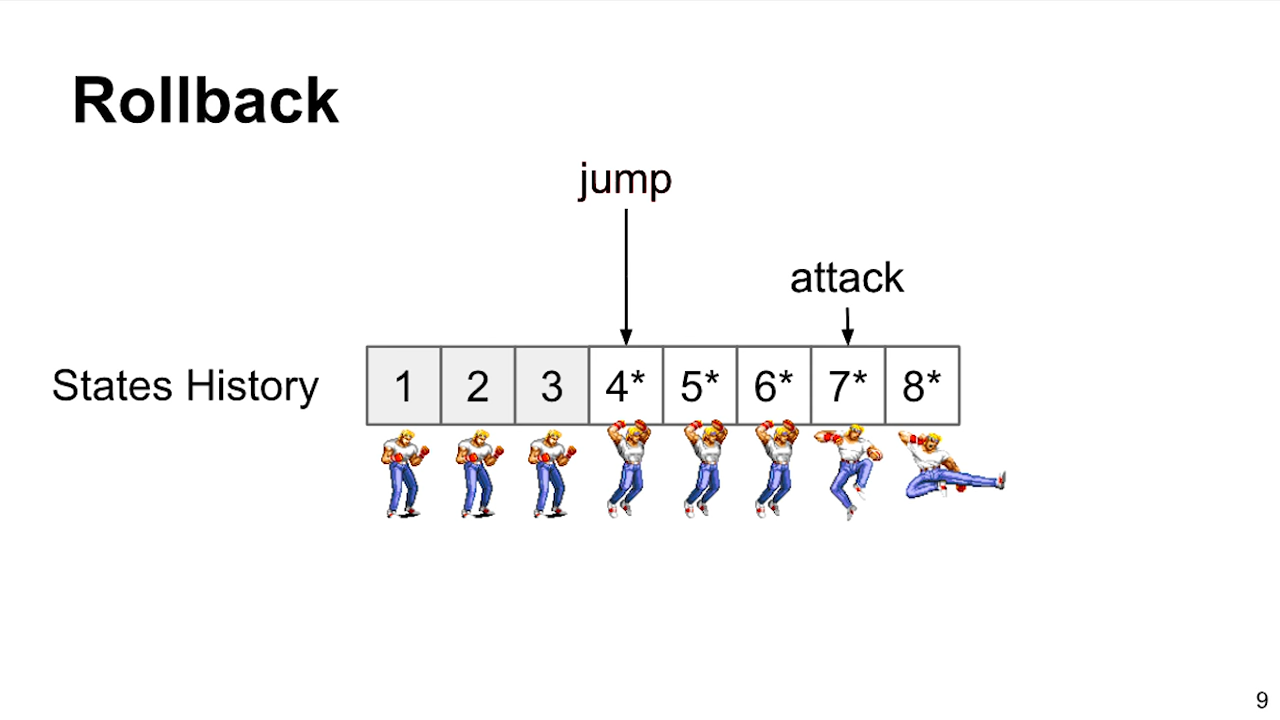 Rollback
jump
attack
States History
1 2 3 4* 5* 6* 7* 8*
9